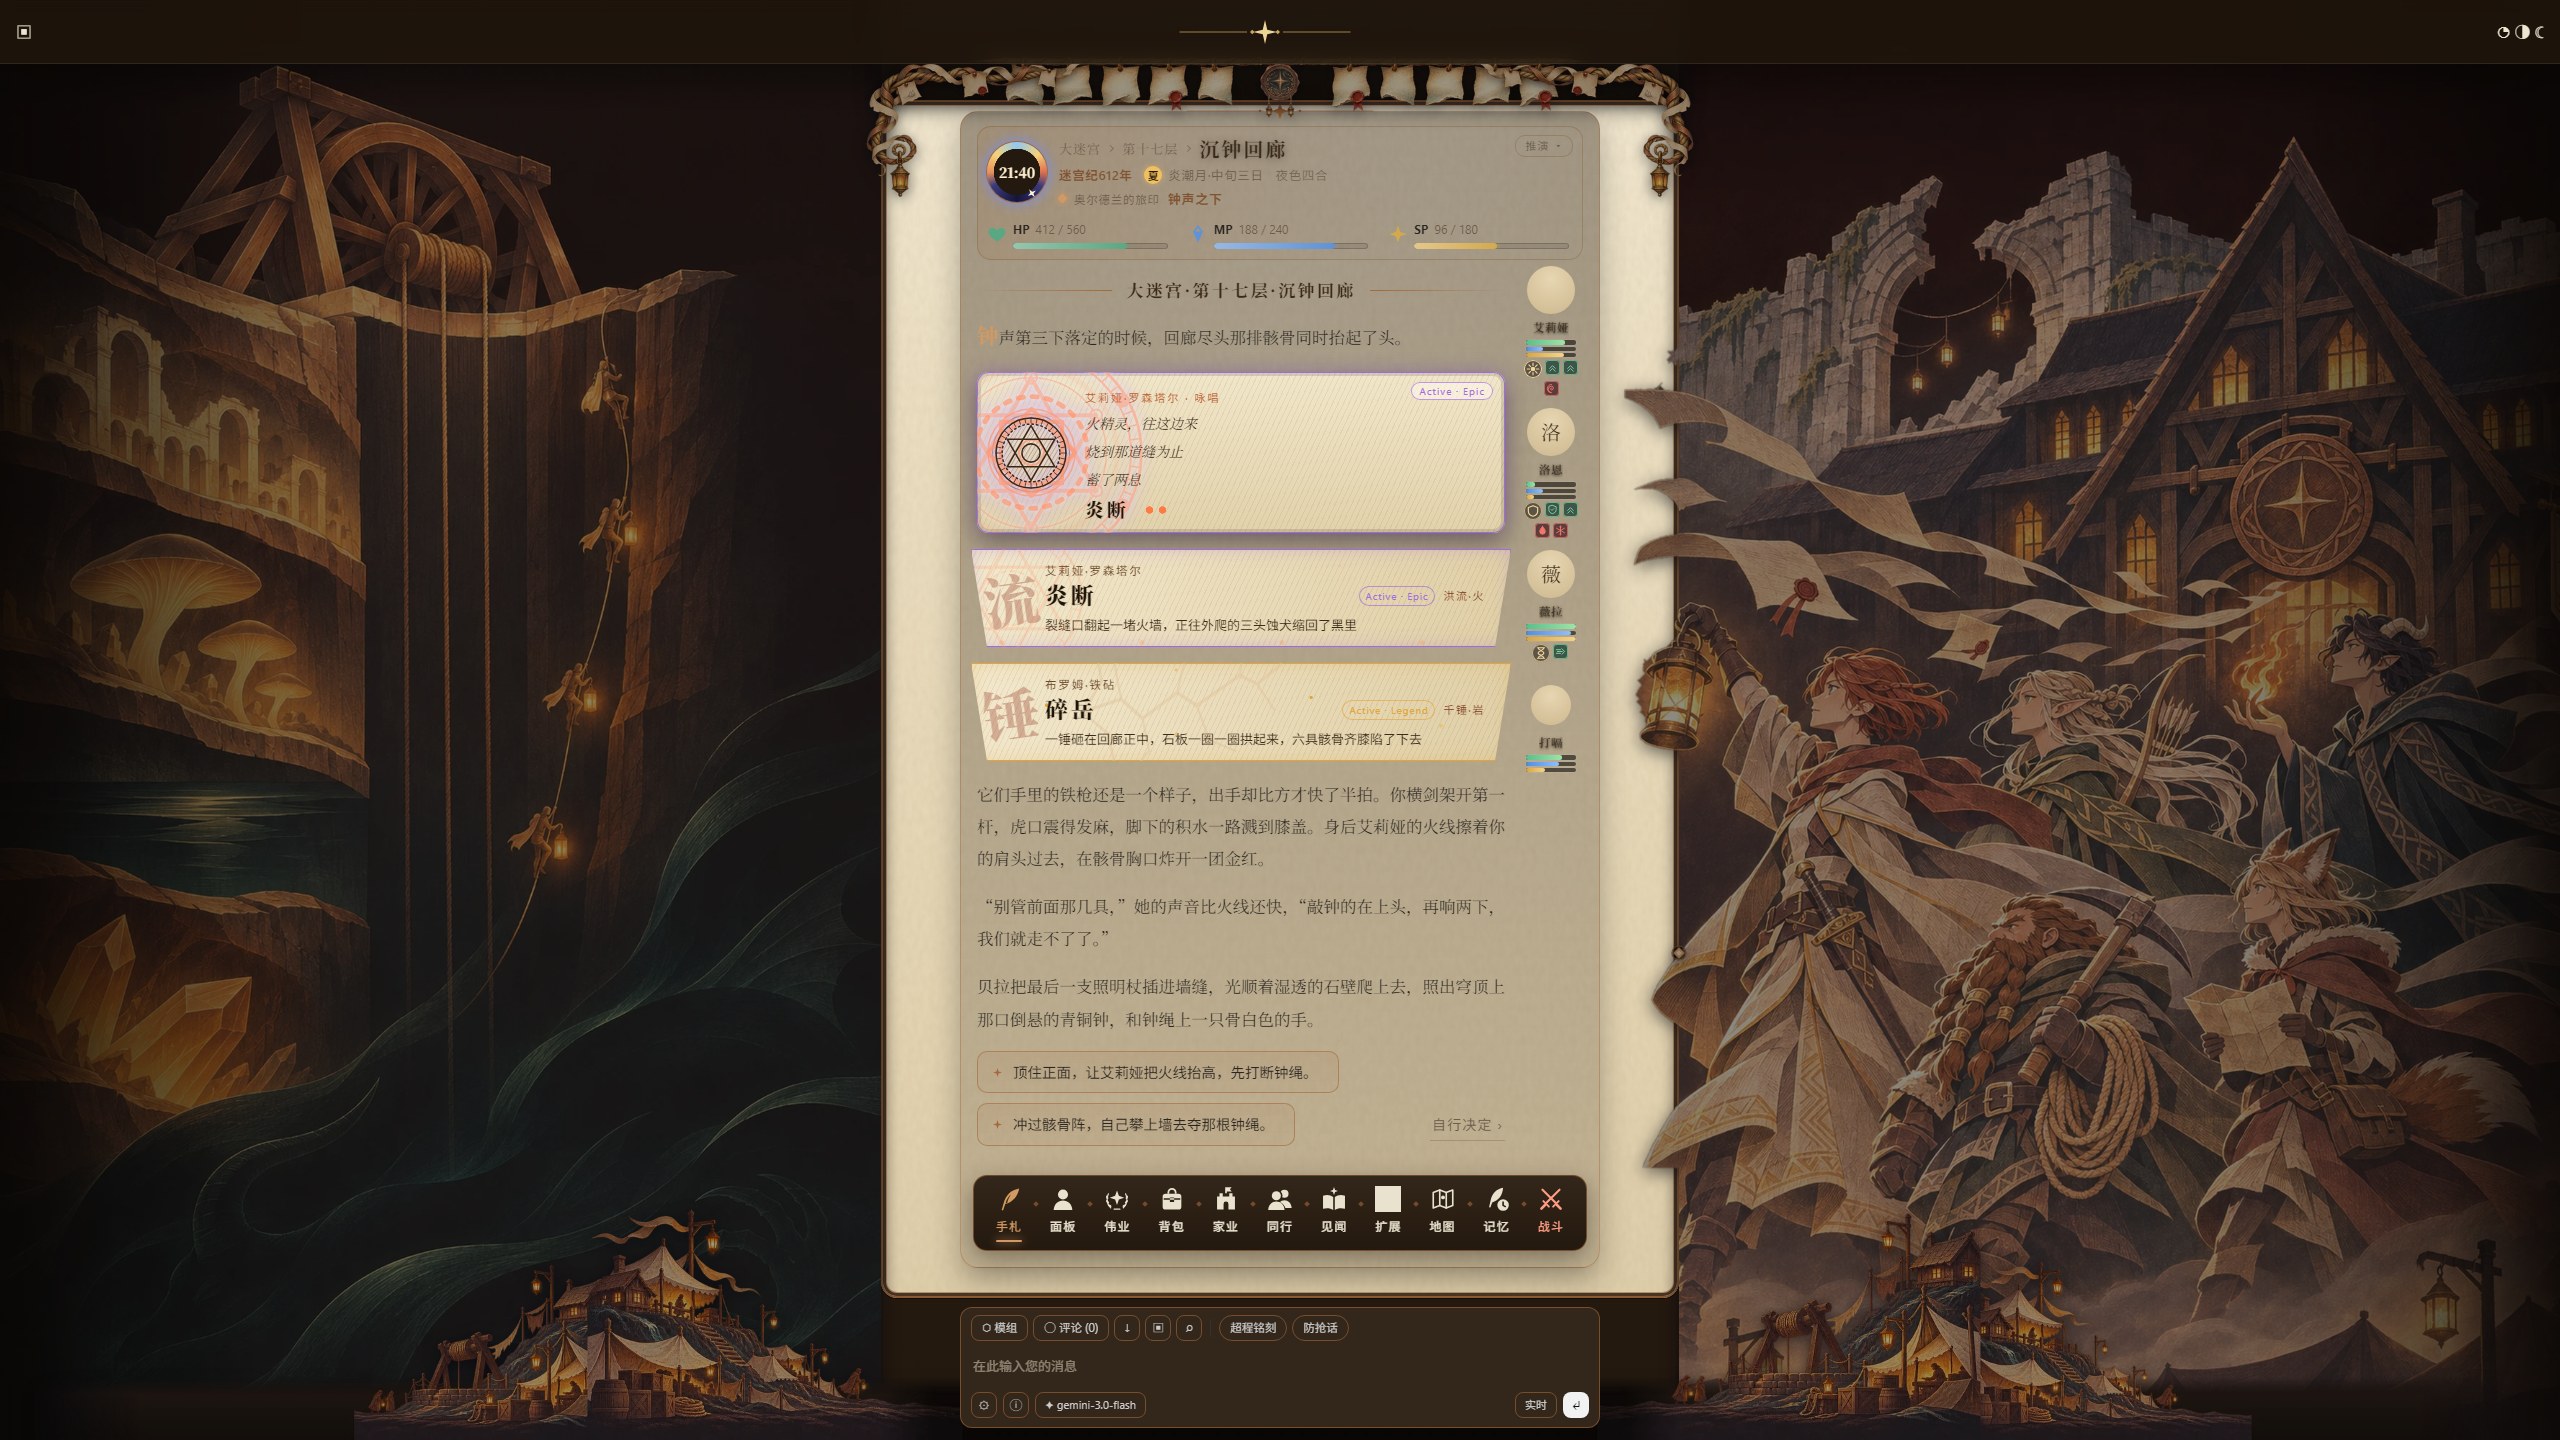 21:40
大迷宫 › 第十七层 › 沉钟回廊
推演
迷宫纪612年 夏 炎潮月·中旬三日 夜色四合
奥尔德兰的旅印 钟声之下
HP 412 / 560
MP 188 / 240
SP 96 / 180
大迷宫·第十七层·沉钟回廊
钟声第三下落定的时候，回廊尽头那排骸骨同时抬起了头。
艾莉娅·罗森塔尔 · 咏唱
Active · Epic
火精灵，往这边来
烧到那道缝为止
蓄了两息
炎断
流
艾莉娅·罗森塔尔
炎断
Active · Epic 洪流·火
裂缝口翻起一堵火墙，正往外爬的三头蚀犬缩回了黑里
锤
布罗姆·铁砧
碎岳
Active · Legend 千锤·岩
一锤砸在回廊正中，石板一圈一圈拱起来，六具骸骨齐膝陷了下去
艾莉娅
洛
洛恩
薇
薇拉
打嗝
它们手里的铁枪还是一个样子，出手却比方才快了半拍。你横剑架开第一
杆，虎口震得发麻，脚下的积水一路溅到膝盖。身后艾莉娅的火线擦着你
的肩头过去，在骸骨胸口炸开一团金红。
“别管前面那几具，”她的声音比火线还快，“敲钟的在上头，再响两下，
我们就走不了了。”
贝拉把最后一支照明杖插进墙缝，光顺着湿透的石壁爬上去，照出穹顶上
那口倒悬的青铜钟，和钟绳上一只骨白色的手。
顶住正面，让艾莉娅把火线抬高，先打断钟绳。
冲过骸骨阵，自己攀上墙去夺那根钟绳。
自行决定 ›
手札 面板 伟业 背包 家业 同行 见闻 扩展 地图 记忆 战斗
模组 评论 (0) 超程铭刻 防抢话
在此输入您的消息
gemini-3.0-flash
实时